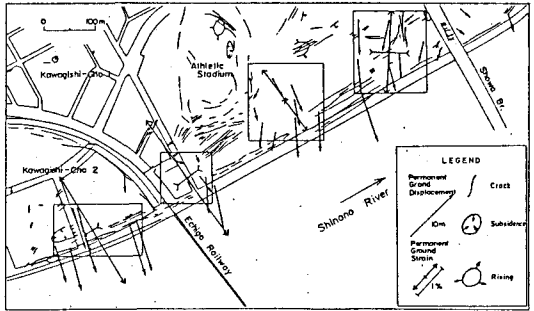 0 100m
Kawagishi-Cho 1
Athletic
Stadium
Showa Br.
Kawagishi-Cho 2
Echigo Railway
Shinano River
LEGEND
Permanent
Ground
Displacement
10m
Crack
Subsidence
Permanent
Ground
Strain
1%
Rising